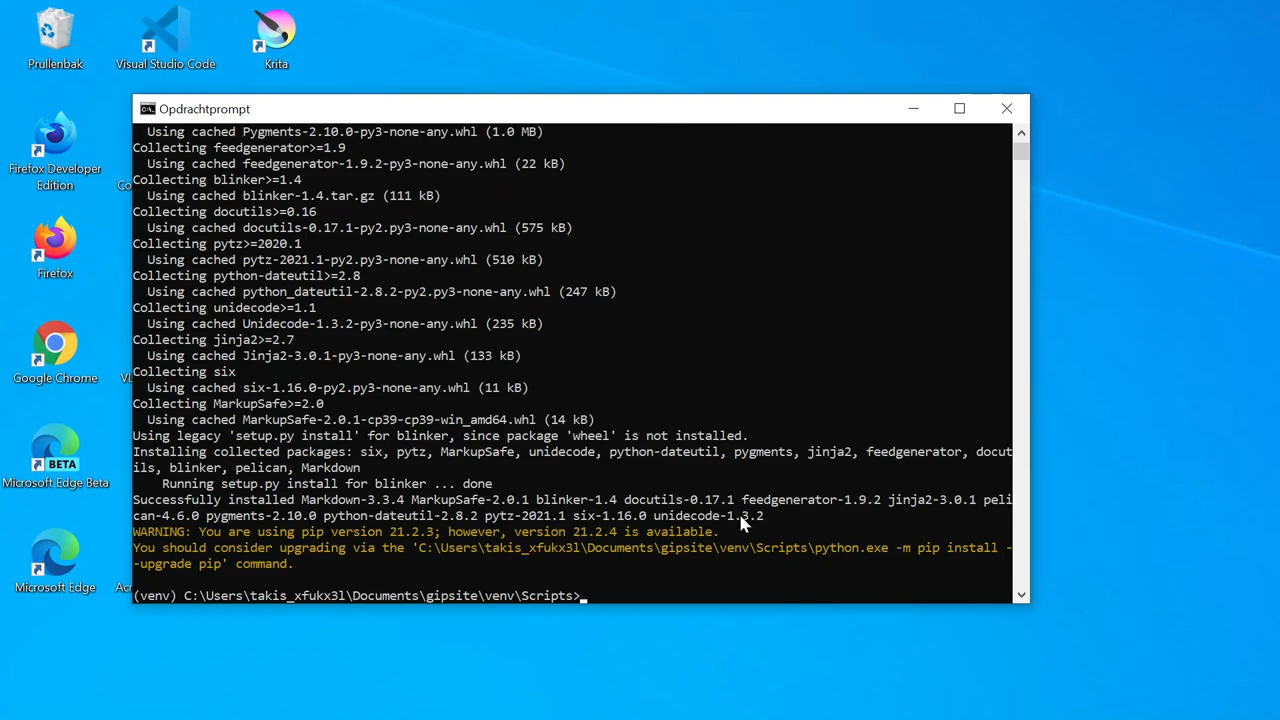 Prullenbak
Visual Studio Code
Krita
Firefox Developer
Edition
Co
Firefox
Google Chrome
VL
Microsoft Edge Beta
BETA
Microsoft Edge
Acr
Opdrachtprompt
Using cached Pygments-2.10.0-py3-none-any.whl (1.0 MB)
Collecting feedgenerator>=1.9
Using cached feedgenerator-1.9.2-py3-none-any.whl (22 kB)
Collecting blinker>=1.4
Using cached blinker-1.4.tar.gz (111 kB)
Collecting docutils>=0.16
Using cached docutils-0.17.1-py2.py3-none-any.whl (575 kB)
Collecting pytz>=2020.1
Using cached pytz-2021.1-py2.py3-none-any.whl (510 kB)
Collecting python-dateutil>=2.8
Using cached python_dateutil-2.8.2-py2.py3-none-any.whl (247 kB)
Collecting unidecode>=1.1
Using cached Unidecode-1.3.2-py3-none-any.whl (235 kB)
Collecting jinja2>=2.7
Using cached Jinja2-3.0.1-py3-none-any.whl (133 kB)
Collecting six
Using cached six-1.16.0-py2.py3-none-any.whl (11 kB)
Collecting MarkupSafe>=2.0
Using cached MarkupSafe-2.0.1-cp39-cp39-win_amd64.whl (14 kB)
Using legacy 'setup.py install' for blinker, since package 'wheel' is not installed.
Installing collected packages: six, pytz, MarkupSafe, unidecode, python-dateutil, pygments, jinja2, feedgenerator, docut
ils, blinker, pelican, Markdown
Running setup.py install for blinker ... done
Successfully installed Markdown-3.3.4 MarkupSafe-2.0.1 blinker-1.4 docutils-0.17.1 feedgenerator-1.9.2 jinja2-3.0.1 peli
can-4.6.0 pygments-2.10.0 python-dateutil-2.8.2 pytz-2021.1 six-1.16.0 unidecode-1.3.2
WARNING: You are using pip version 21.2.3; however, version 21.2.4 is available.
You should consider upgrading via the 'C:\Users\takis_xfukx3l\Documents\gipsite\venv\Scripts\python.exe -m pip install -
-upgrade pip' command.
(venv) C:\Users\takis_xfukx3l\Documents\gipsite\venv\Scripts>